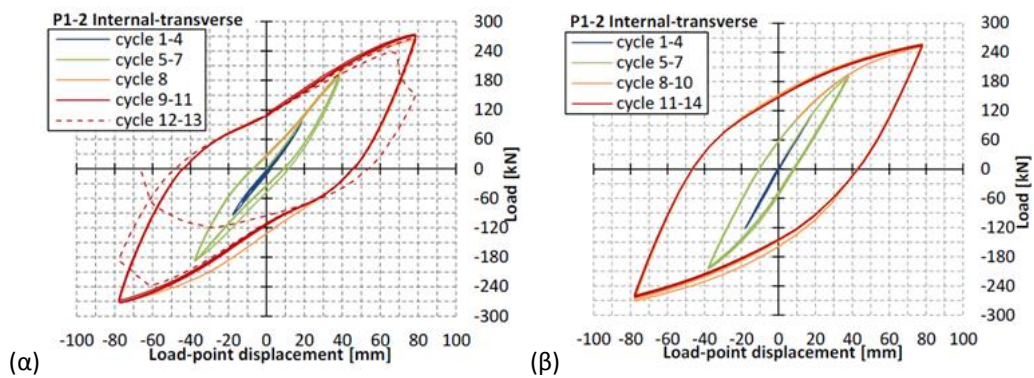 P1-2 Internal-transverse
cycle 1-4
cycle 5-7
cycle 8
cycle 9-11
cycle 12-13
300
240
180
120
60
0
-60
-120
-180
-240
-300
Load [kN]
-100 -80 -60 -40 -20 0 20 40 60 80 100
Load-point displacement [mm]
(α)
P1-2 Internal-transverse
cycle 1-4
cycle 5-7
cycle 8-10
cycle 11-14
300
240
180
120
60
0
-60
-120
-180
-240
-300
Load [kN]
-100 -80 -60 -40 -20 0 20 40 60 80 100
Load-point displacement [mm]
(β)